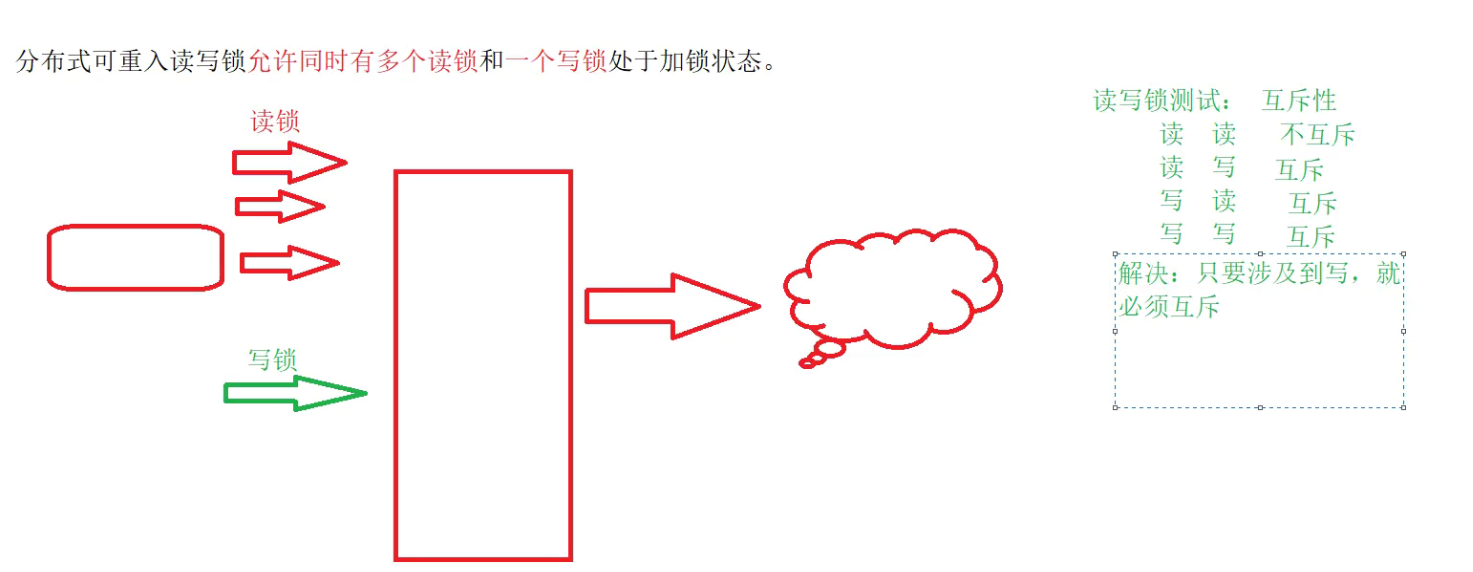 分布式可重入读写锁允许同时有多个读锁和一个写锁处于加锁状态。
读锁
写锁
读写锁测试： 互斥性
读 读 不互斥
读 写 互斥
写 读 互斥
写 写 互斥
解决：只要涉及到写，就
必须互斥